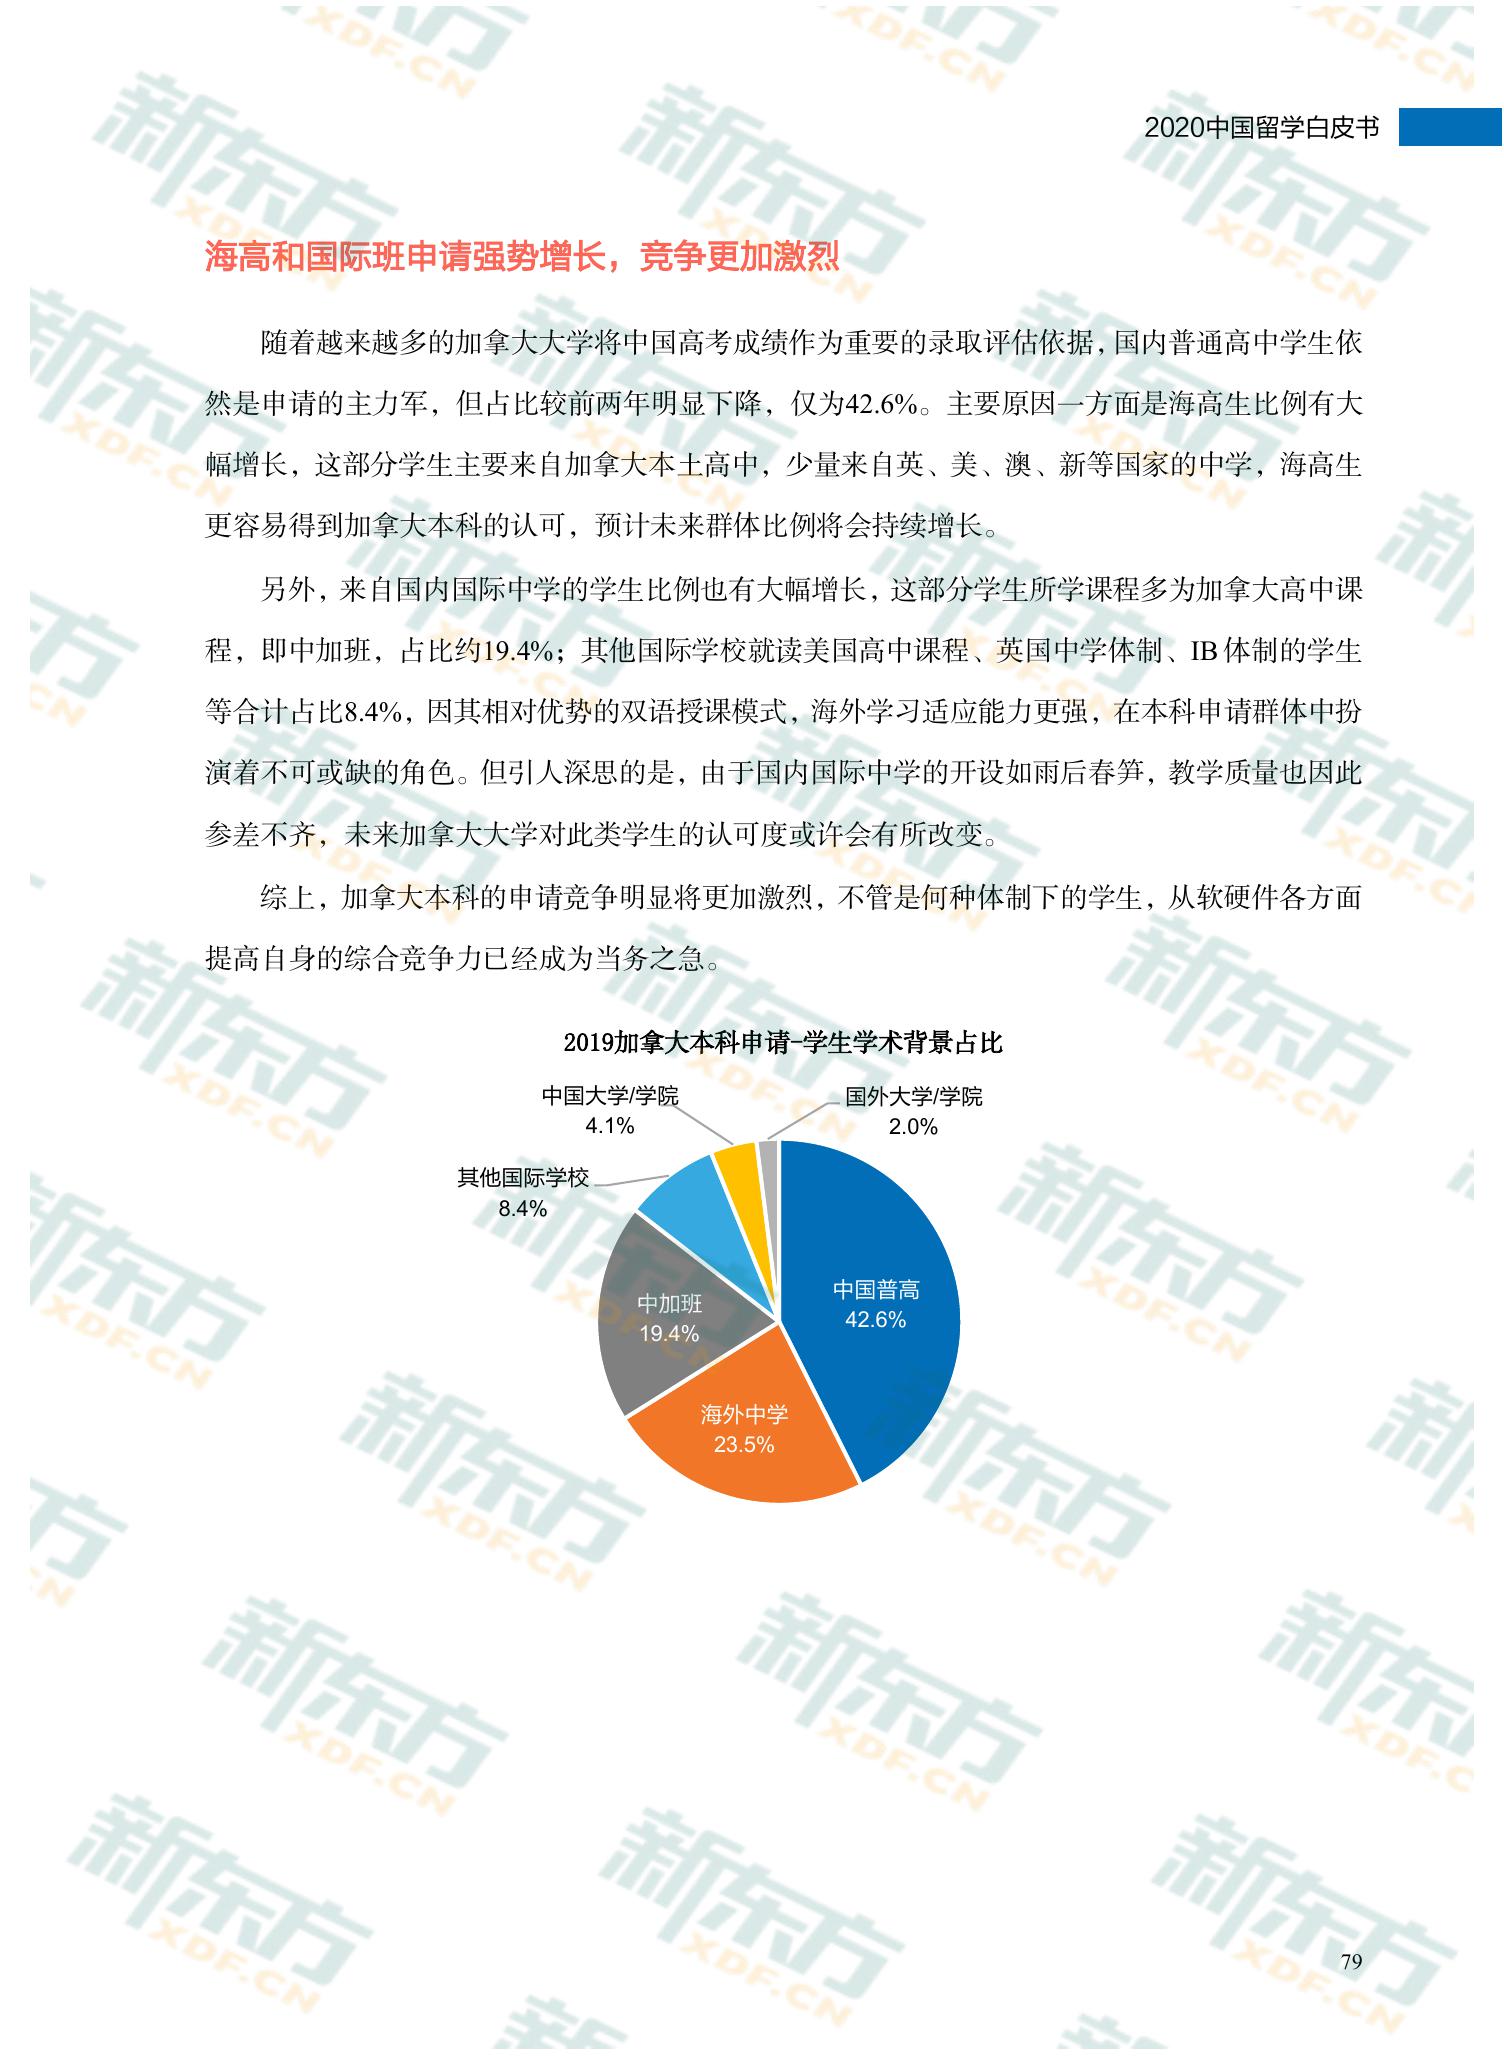 2020中国留学白皮书
海高和国际班申请强势增长，竞争更加激烈
随着越来越多的加拿大大学将中国高考成绩作为重要的录取评估依据，国内普通高中学生依
然是申请的主力军，但占比较前两年明显下降，仅为42.6%。主要原因一方面是海高生比例有大
幅增长，这部分学生主要来自加拿大本土高中，少量来自英、美、澳、新等国家的中学，海高生
更容易得到加拿大本科的认可，预计未来群体比例将会持续增长。
另外，来自国内国际中学的学生比例也有大幅增长，这部分学生所学课程多为加拿大高中课
程，即中加班，占比约19.4%；其他国际学校就读美国高中课程、英国中学体制、IB体制的学生
等合计占比8.4%，因其相对优势的双语授课模式，海外学习适应能力更强，在本科申请群体中扮
演着不可或缺的角色。但引人深思的是，由于国内国际中学的开设如雨后春笋，教学质量也因此
参差不齐，未来加拿大大学对此类学生的认可度或许会有所改变。
综上，加拿大本科的申请竞争明显将更加激烈，不管是何种体制下的学生，从软硬件各方面
提高自身的综合竞争力已经成为当务之急。
2019加拿大本科申请-学生学术背景占比
中国大学/学院
4.1%
国外大学/学院
2.0%
其他国际学校
8.4%
中国普高
42.6%
中加班
19.4%
海外中学
23.5%
79
新东方
XDF.CN